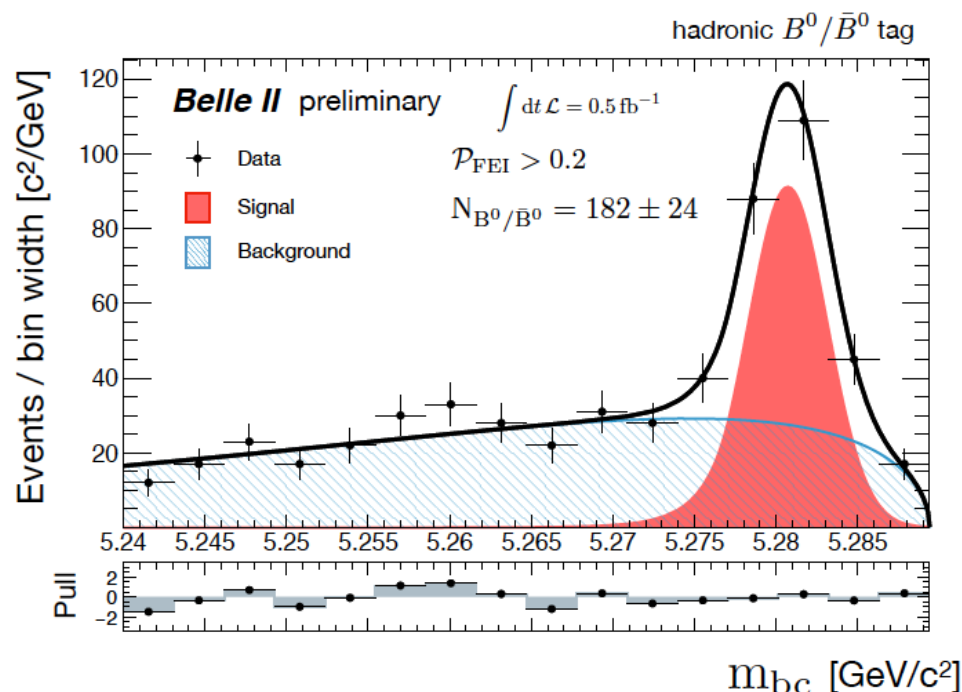 hadronic B⁰/B̄⁰ tag
Events / bin width [c²/GeV]
120
100
80
60
40
20
Belle II preliminary
∫ dt ℒ = 0.5 fb⁻¹
Data
𝒫_FEI > 0.2
Signal
N_B⁰/B̄⁰ = 182 ± 24
Background
5.24 5.245 5.25 5.255 5.26 5.265 5.27 5.275 5.28 5.285
Pull
2
0
−2
m_bc [GeV/c²]